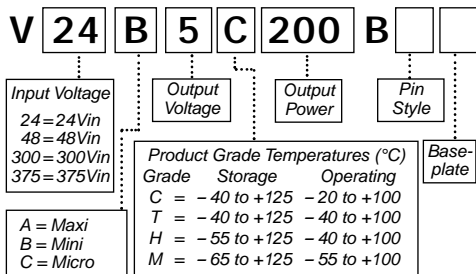 V 24 B 5 C 200 B
Input Voltage
24 = 24Vin
48 = 48Vin
300 = 300Vin
375 = 375Vin
Output
Voltage
Output
Power
Pin
Style
Base-
plate
Product Grade Temperatures (°C)
Grade Storage Operating
C = – 40 to +125 – 20 to +100
T = – 40 to +125 – 40 to +100
H = – 55 to +125 – 40 to +100
M = – 65 to +125 – 55 to +100
A = Maxi
B = Mini
C = Micro